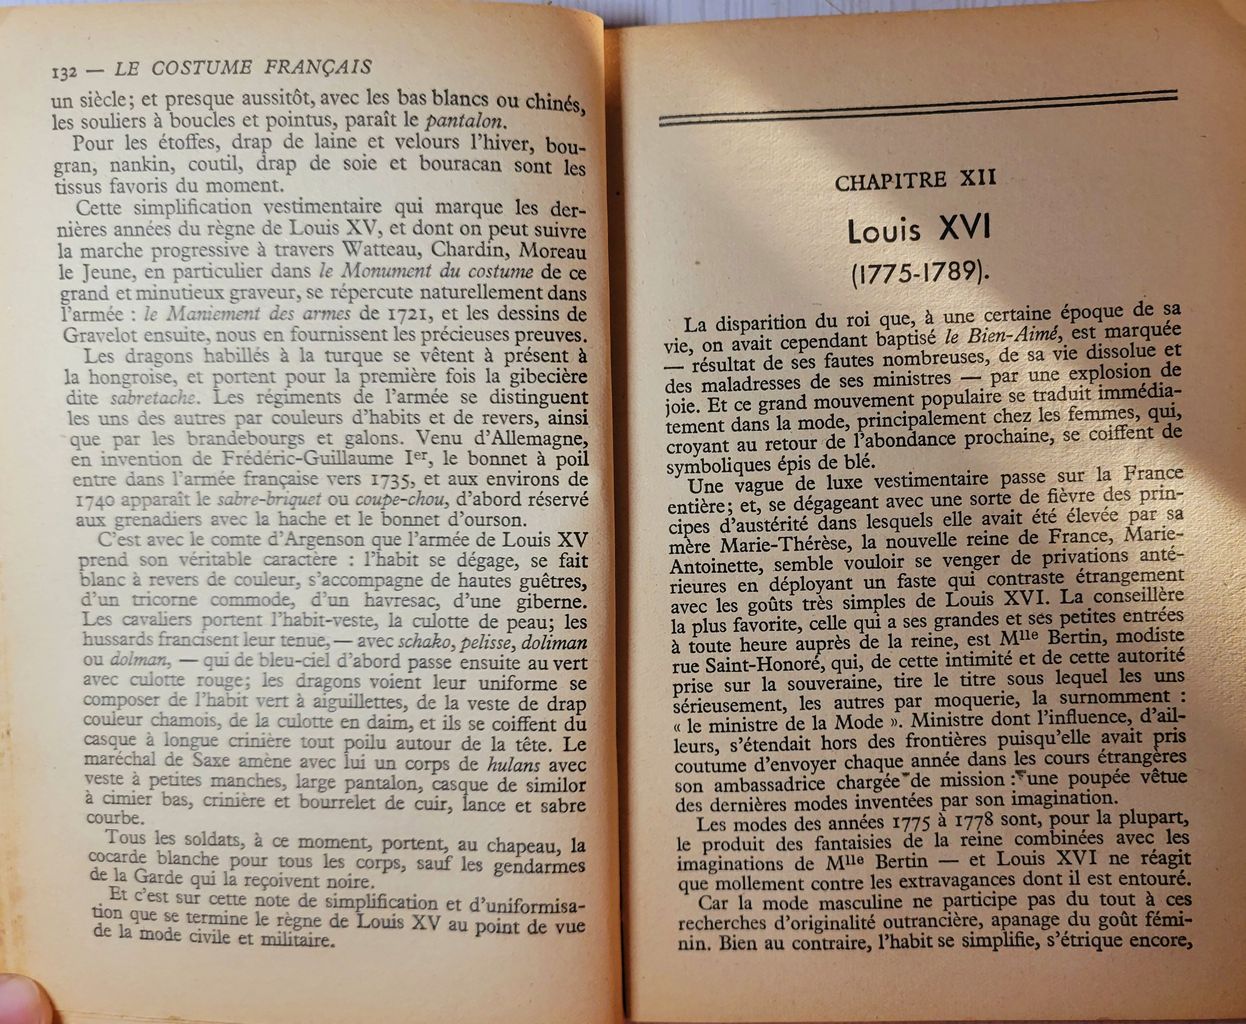 132 — LE COSTUME FRANÇAIS
un siècle; et presque aussitôt, avec les bas blancs ou chinés,
les souliers à boucles et pointus, paraît le pantalon.
Pour les étoffes, drap de laine et velours l'hiver, bou-
gran, nankin, coutil, drap de soie et bouracan sont les
tissus favoris du moment.
Cette simplification vestimentaire qui marque les der-
nières années du règne de Louis XV, et dont on peut suivre
la marche progressive à travers Watteau, Chardin, Moreau
le Jeune, en particulier dans le Monument du costume de ce
grand et minutieux graveur, se répercute naturellement dans
l'armée : le Maniement des armes de 1721, et les dessins de
Gravelot ensuite, nous en fournissent les précieuses preuves.
Les dragons habillés à la turque se vêtent à présent à
la hongroise, et portent pour la première fois la gibecière
dite sabretache. Les régiments de l'armée se distinguent
les uns des autres par couleurs d'habits et de revers, ainsi
que par les brandebourgs et galons. Venu d'Allemagne,
en invention de Frédéric-Guillaume Ier, le bonnet à poil
entre dans l'armée française vers 1735, et aux environs de
1740 apparaît le sabre-briquet ou coupe-chou, d'abord réservé
aux grenadiers avec la hache et le bonnet d'ourson.
C'est avec le comte d'Argenson que l'armée de Louis XV
prend son véritable caractère : l'habit se dégage, se fait
blanc à revers de couleur, s'accompagne de hautes guêtres,
d'un tricorne commode, d'un havresac, d'une giberne.
Les cavaliers portent l'habit-veste, la culotte de peau; les
hussards francisent leur tenue, — avec schako, pelisse, doliman
ou dolman, — qui de bleu-ciel d'abord passe ensuite au vert
avec culotte rouge; les dragons voient leur uniforme se
composer de l'habit vert à aiguillettes, de la veste de drap
couleur chamois, de la culotte en daim, et ils se coiffent du
casque à longue crinière tout poilu autour de la tête. Le
maréchal de Saxe amène avec lui un corps de hulans avec
veste à petites manches, large pantalon, casque de similor
à cimier bas, crinière et bourrelet de cuir, lance et sabre
courbe.
Tous les soldats, à ce moment, portent, au chapeau, la
cocarde blanche pour tous les corps, sauf les gendarmes
de la Garde qui la reçoivent noire.
Et c'est sur cette note de simplification et d'uniformisa-
tion que se termine le règne de Louis XV au point de vue
de la mode civile et militaire.
CHAPITRE XII
Louis XVI
(1775-1789).
La disparition du roi que, à une certaine époque de sa
vie, on avait cependant baptisé le Bien-Aimé, est marquée
— résultat de ses fautes nombreuses, de sa vie dissolue et
des maladresses de ses ministres — par une explosion de
joie. Et ce grand mouvement populaire se traduit immédia-
tement dans la mode, principalement chez les femmes, qui,
croyant au retour de l'abondance prochaine, se coiffent de
symboliques épis de blé.
Une vague de luxe vestimentaire passe sur la France
entière; et, se dégageant avec une sorte de fièvre des prin-
cipes d'austérité dans lesquels elle avait été élevée par sa
mère Marie-Thérèse, la nouvelle reine de France, Marie-
Antoinette, semble vouloir se venger de privations anté-
rieures en déployant un faste qui contraste étrangement
avec les goûts très simples de Louis XVI. La conseillère
la plus favorite, celle qui a ses grandes et ses petites entrées
à toute heure auprès de la reine, est Mlle Bertin, modiste
rue Saint-Honoré, qui, de cette intimité et de cette autorité
prise sur la souveraine, tire le titre sous lequel les uns
sérieusement, les autres par moquerie, la surnomment :
« le ministre de la Mode ». Ministre dont l'influence, d'ail-
leurs, s'étendait hors des frontières puisqu'elle avait pris
coutume d'envoyer chaque année dans les cours étrangères
son ambassadrice chargée de mission : une poupée vêtue
des dernières modes inventées par son imagination.
Les modes des années 1775 à 1778 sont, pour la plupart,
le produit des fantaisies de la reine combinées avec les
imaginations de Mlle Bertin — et Louis XVI ne réagit
que mollement contre les extravagances dont il est entouré.
Car la mode masculine ne participe pas du tout à ces
recherches d'originalité outrancière, apanage du goût fémi-
nin. Bien au contraire, l'habit se simplifie, s'étrique encore,